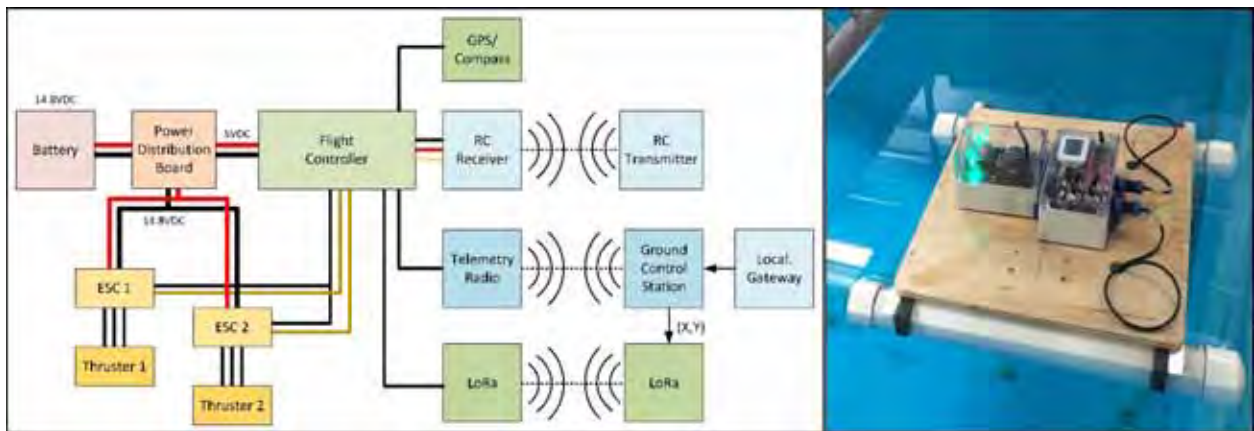 GPS/
Compass
14.8VDC
Battery
Power
Distribution
Board
5VDC
Flight
Controller
RC
Receiver
RC
Transmitter
14.8VDC
Telemetry
Radio
Ground
Control
Station
Local.
Gateway
ESC 1
ESC 2
(X,Y)
Thruster 1
Thruster 2
LoRa
LoRa